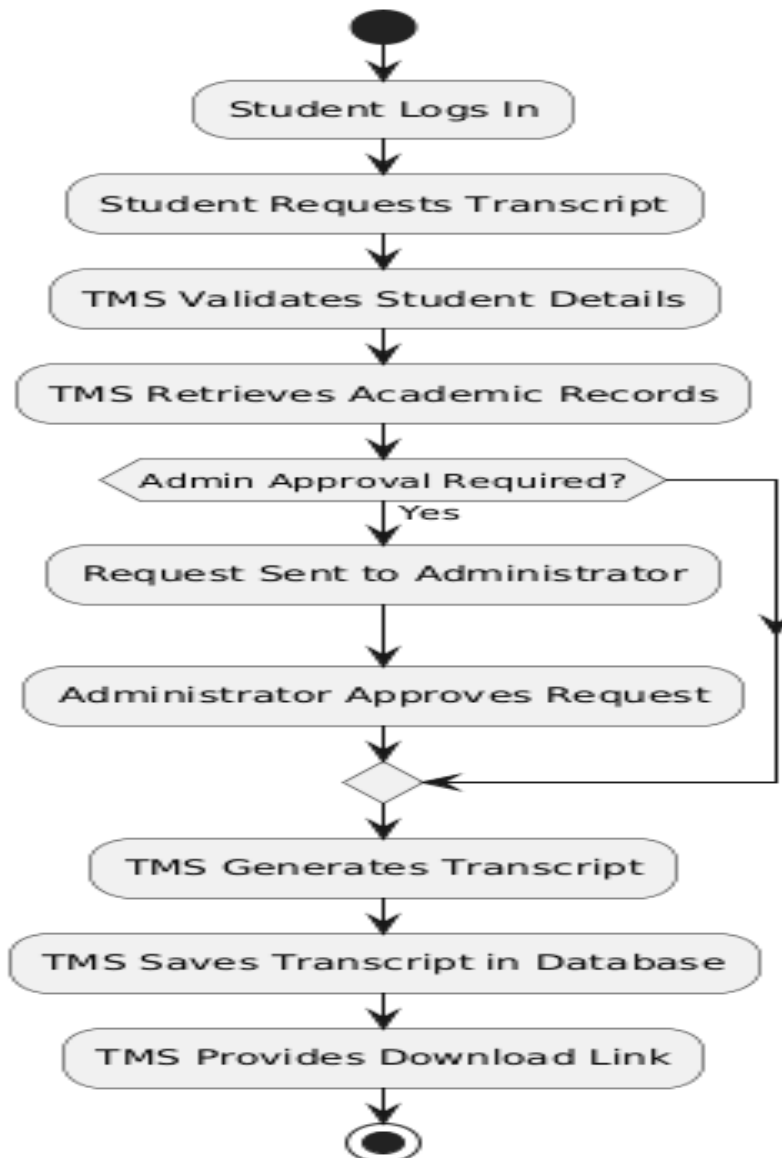 Student Logs In
Student Requests Transcript
TMS Validates Student Details
TMS Retrieves Academic Records
Admin Approval Required?
Yes
Request Sent to Administrator
Administrator Approves Request
TMS Generates Transcript
TMS Saves Transcript in Database
TMS Provides Download Link